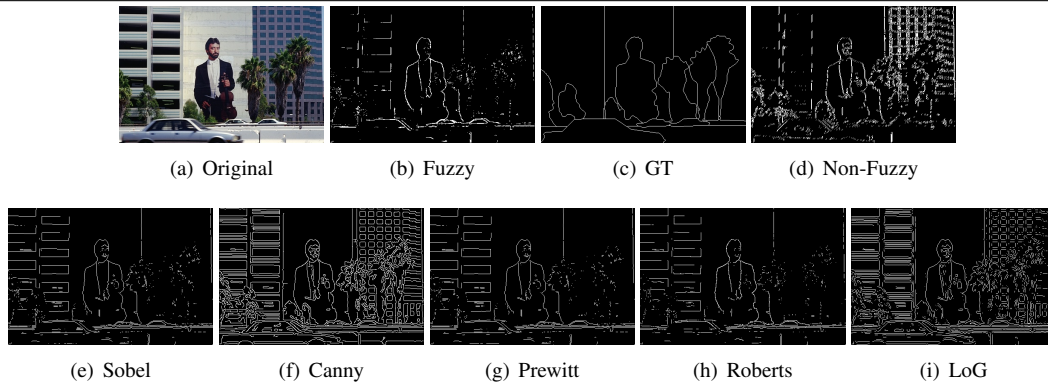 (a) Original
(b) Fuzzy
(c) GT
(d) Non-Fuzzy
(e) Sobel
(f) Canny
(g) Prewitt
(h) Roberts
(i) LoG